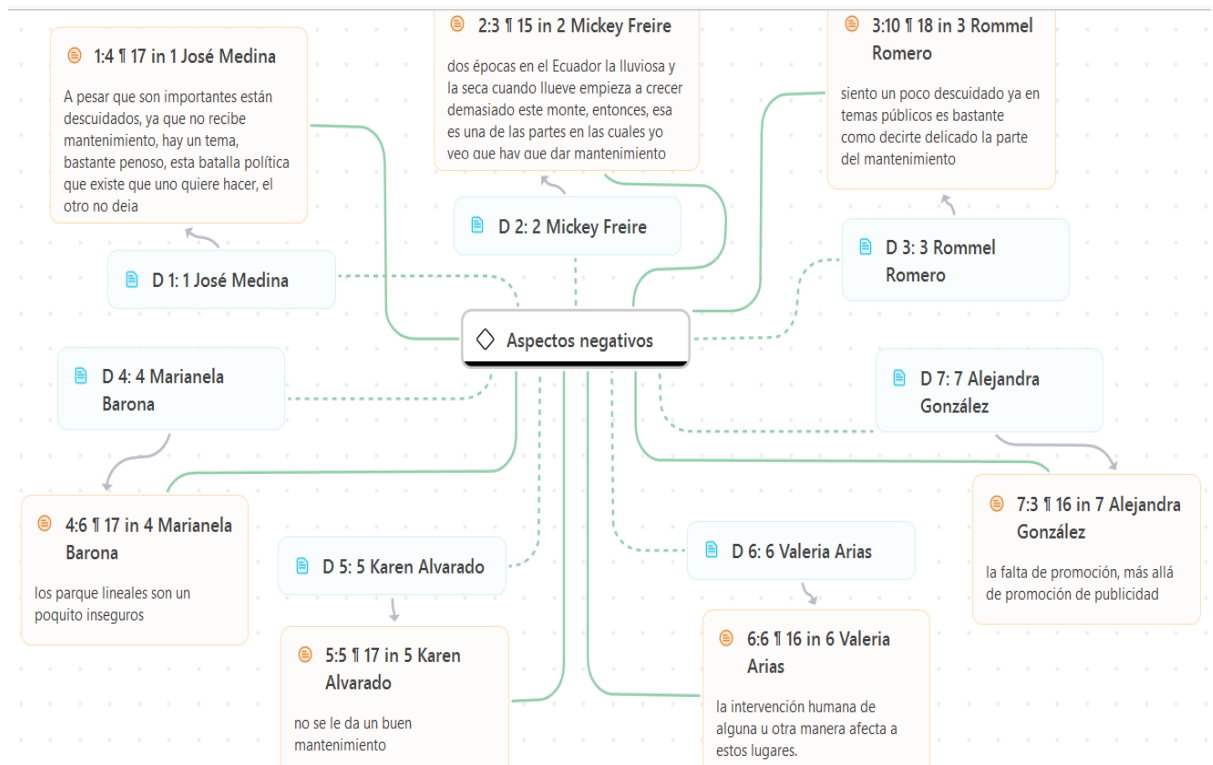 1:4 ¶ 17 in 1 José Medina
A pesar que son importantes están
descuidados, ya que no recibe
mantenimiento, hay un tema,
bastante penoso, esta batalla política
que existe que uno quiere hacer, el
otro no deja
2:3 ¶ 15 in 2 Mickey Freire
dos épocas en el Ecuador la lluviosa y
la seca cuando llueve empieza a crecer
demasiado este monte, entonces, esa
es una de las partes en las cuales yo
veo que hay que dar mantenimiento
3:10 ¶ 18 in 3 Rommel
Romero
siento un poco descuidado ya en
temas públicos es bastante
como decirte delicado la parte
del mantenimiento
D 1: 1 José Medina
D 2: 2 Mickey Freire
D 3: 3 Rommel
Romero
Aspectos negativos
D 4: 4 Marianela
Barona
D 7: 7 Alejandra
González
4:6 ¶ 17 in 4 Marianela
Barona
los parque lineales son un
poquito inseguros
D 5: 5 Karen Alvarado
D 6: 6 Valeria Arias
7:3 ¶ 16 in 7 Alejandra
González
la falta de promoción, más allá
de promoción de publicidad
5:5 ¶ 17 in 5 Karen
Alvarado
no se le da un buen
mantenimiento
6:6 ¶ 16 in 6 Valeria
Arias
la intervención humana de
alguna u otra manera afecta a
estos lugares.